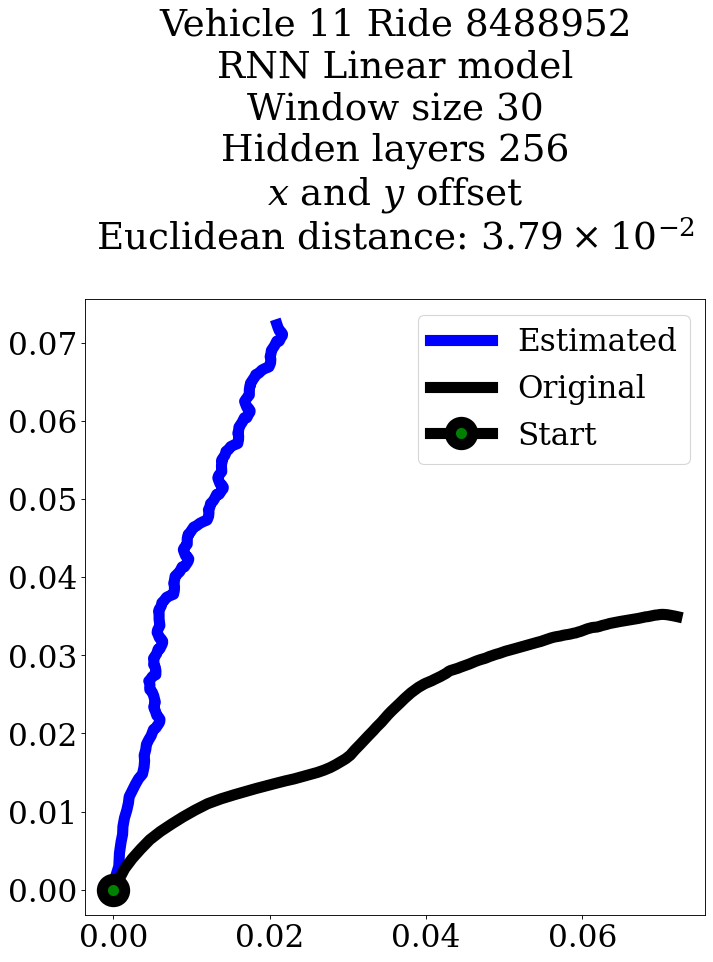 Vehicle 11 Ride 8488952
RNN Linear model
Window size 30
Hidden layers 256
x and y offset
Euclidean distance: 3.79 × 10⁻²
Estimated
Original
Start
0.07
0.06
0.05
0.04
0.03
0.02
0.01
0.00
0.00 0.02 0.04 0.06